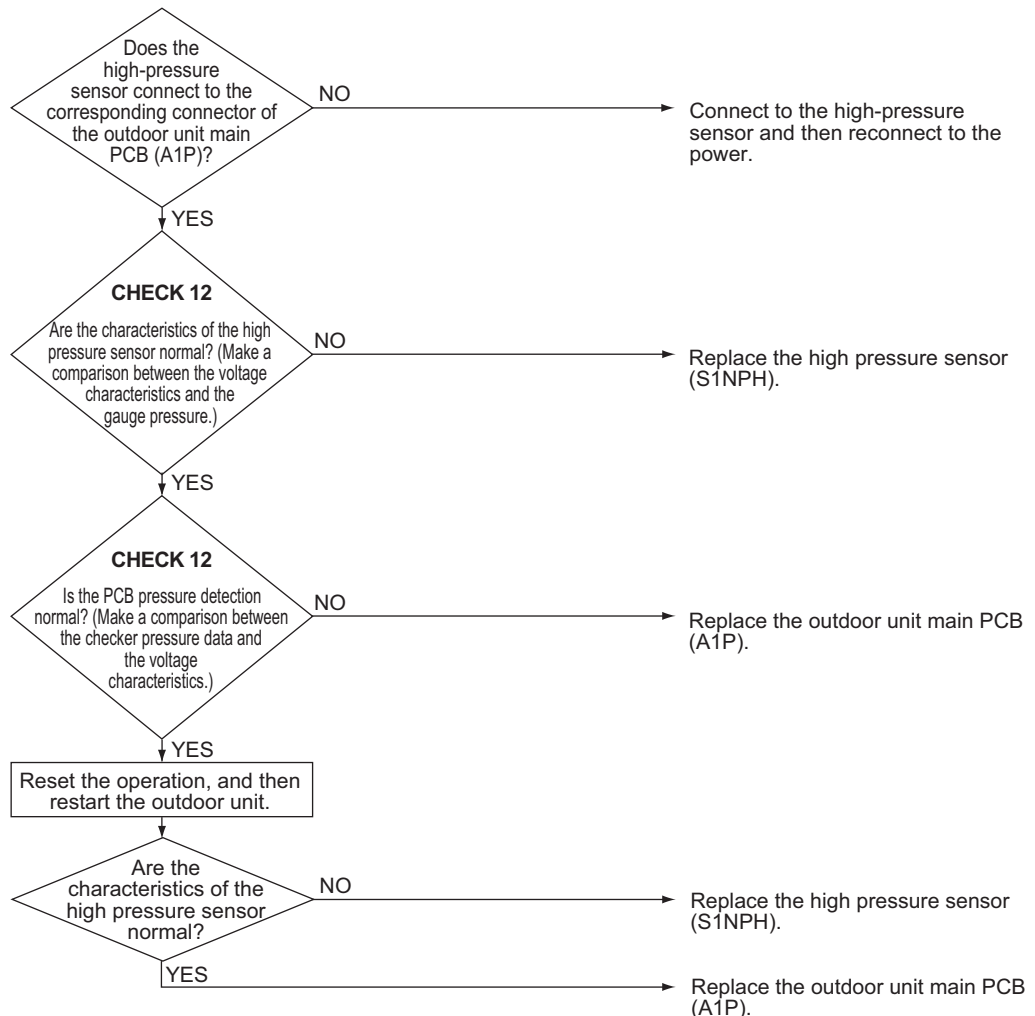 Does the
high-pressure
sensor connect to the
corresponding connector of
the outdoor unit main
PCB (A1P)?
NO
Connect to the high-pressure
sensor and then reconnect to the
power.
YES
CHECK 12
Are the characteristics of the high
pressure sensor normal? (Make a
comparison between the voltage
characteristics and the
gauge pressure.)
NO
Replace the high pressure sensor
(S1NPH).
YES
CHECK 12
Is the PCB pressure detection
normal? (Make a comparison between
the checker pressure data and
the voltage
characteristics.)
NO
Replace the outdoor unit main PCB
(A1P).
YES
Reset the operation, and then
restart the outdoor unit.
Are the
characteristics of the
high pressure sensor
normal?
NO
Replace the high pressure sensor
(S1NPH).
YES
Replace the outdoor unit main PCB
(A1P).